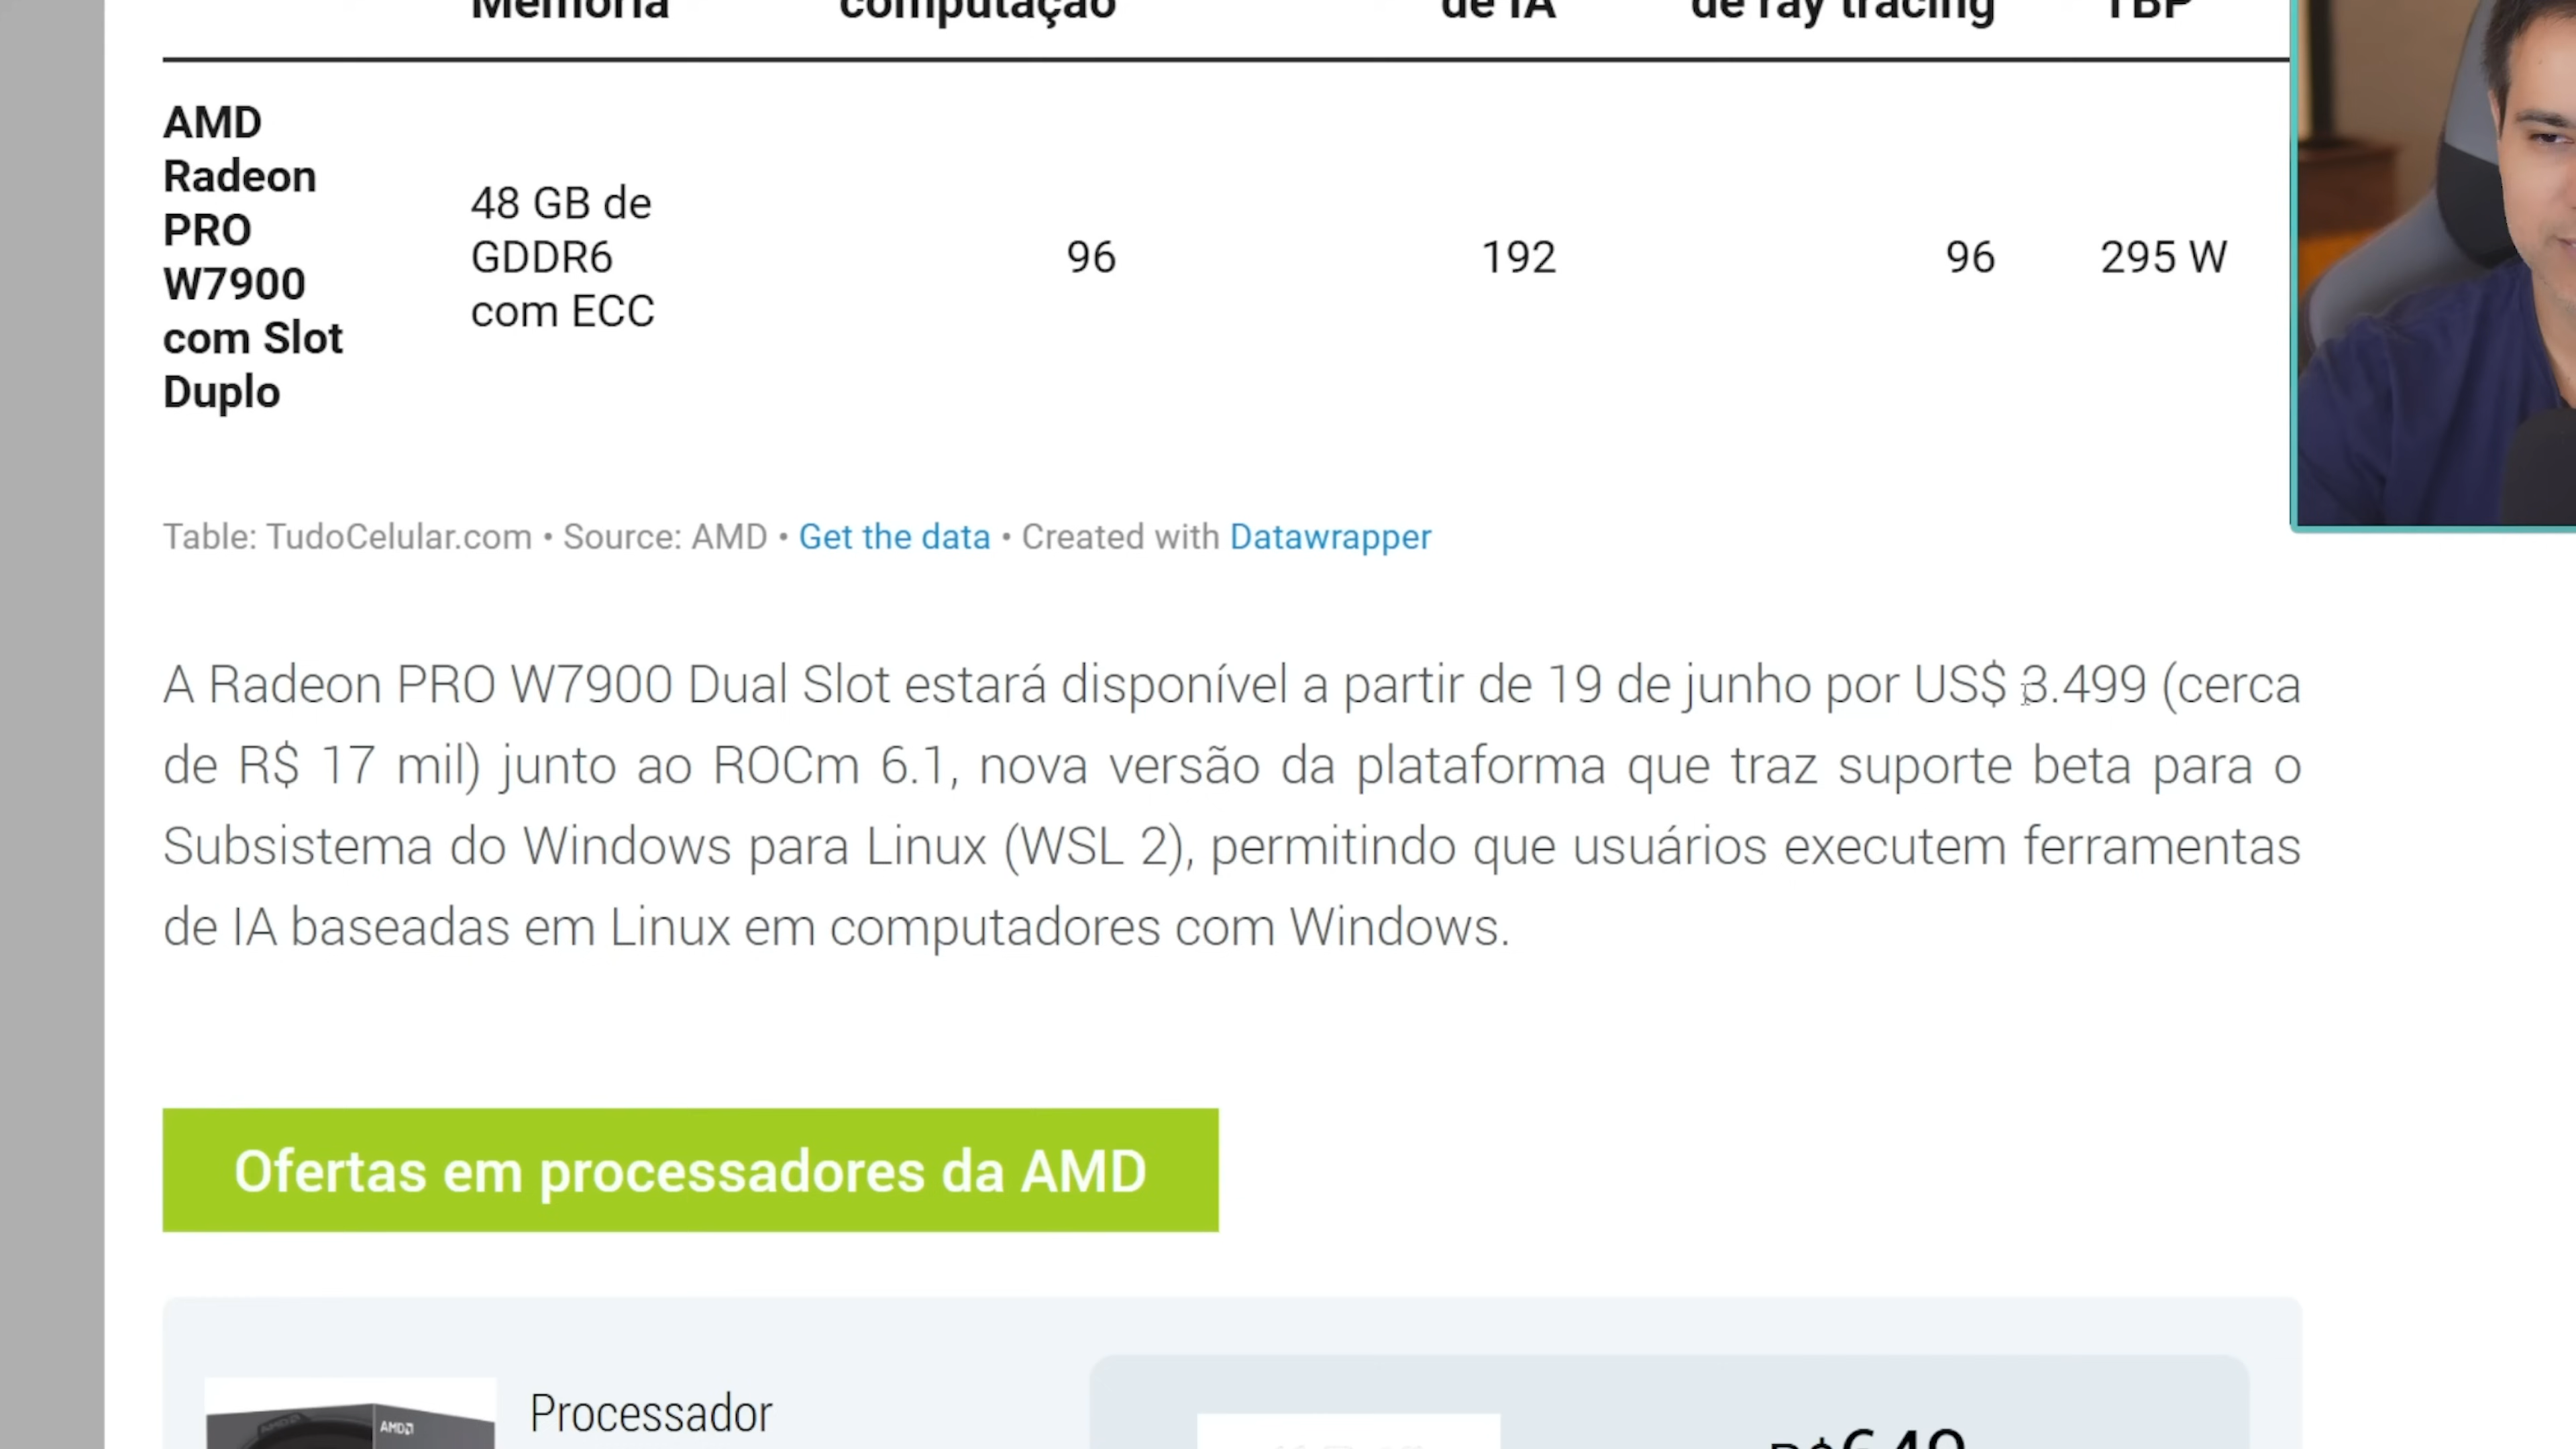 Memória computação de IA de ray tracing TBP
AMD
Radeon
PRO
W7900
com Slot
Duplo
48 GB de
GDDR6
com ECC
96
192
96
295 W
Table: TudoCelular.com • Source: AMD • Get the data • Created with Datawrapper
A Radeon PRO W7900 Dual Slot estará disponível a partir de 19 de junho por US$ 3.499 (cerca
de R$ 17 mil) junto ao ROCm 6.1, nova versão da plataforma que traz suporte beta para o
Subsistema do Windows para Linux (WSL 2), permitindo que usuários executem ferramentas
de IA baseadas em Linux em computadores com Windows.
Ofertas em processadores da AMD
AMD
Processador
R$649